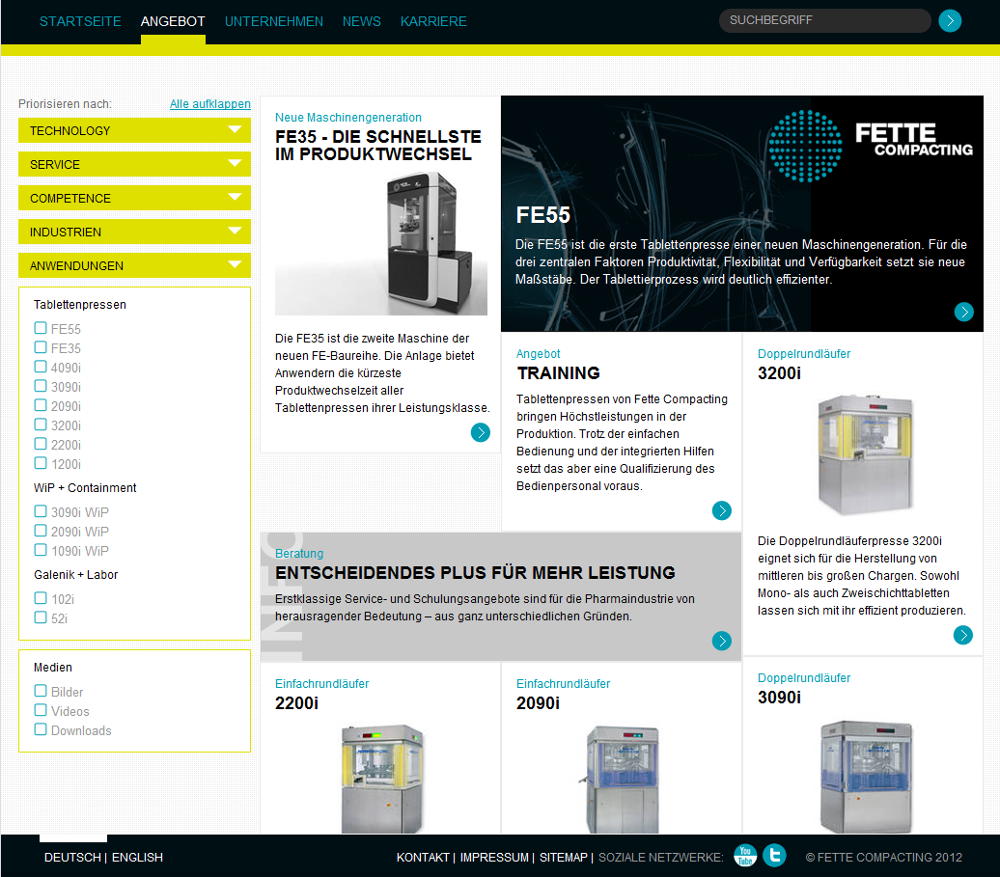 STARTSEITE ANGEBOT UNTERNEHMEN NEWS KARRIERE SUCHBEGRIFF
Priorisieren nach: Alle aufklappen
TECHNOLOGY
SERVICE
COMPETENCE
INDUSTRIEN
ANWENDUNGEN
Tablettenpressen
FE55
FE35
4090i
3090i
2090i
3200i
2200i
1200i
WiP + Containment
3090i WiP
2090i WiP
1090i WiP
Galenik + Labor
102i
52i
Medien
Bilder
Videos
Downloads
Neue Maschinengeneration
FE35 - DIE SCHNELLSTE
IM PRODUKTWECHSEL
Die FE35 ist die zweite Maschine der
neuen FE-Baureihe. Die Anlage bietet
Anwendern die kürzeste
Produktwechselzeit aller
Tablettenpressen ihrer Leistungsklasse.
FETTE
COMPACTING
FE55
Die FE55 ist die erste Tablettenpresse einer neuen Maschinengeneration. Für die
drei zentralen Faktoren Produktivität, Flexibilität und Verfügbarkeit setzt sie neue
Maßstäbe. Der Tablettierprozess wird deutlich effizienter.
Angebot
TRAINING
Tablettenpressen von Fette Compacting
bringen Höchstleistungen in der
Produktion. Trotz der einfachen
Bedienung und der integrierten Hilfen
setzt das aber eine Qualifizierung des
Bedienpersonal voraus.
Doppelrundläufer
3200i
Die Doppelrundläuferpresse 3200i
eignet sich für die Herstellung von
mittleren bis großen Chargen. Sowohl
Mono- als auch Zweischichttabletten
lassen sich mit ihr effizient produzieren.
INFO
Beratung
ENTSCHEIDENDES PLUS FÜR MEHR LEISTUNG
Erstklassige Service- und Schulungsangebote sind für die Pharmaindustrie von
herausragender Bedeutung – aus ganz unterschiedlichen Gründen.
Einfachrundläufer
2200i
Einfachrundläufer
2090i
Doppelrundläufer
3090i
DEUTSCH | ENGLISH KONTAKT | IMPRESSUM | SITEMAP | SOZIALE NETZWERKE: You Tube t © FETTE COMPACTING 2012